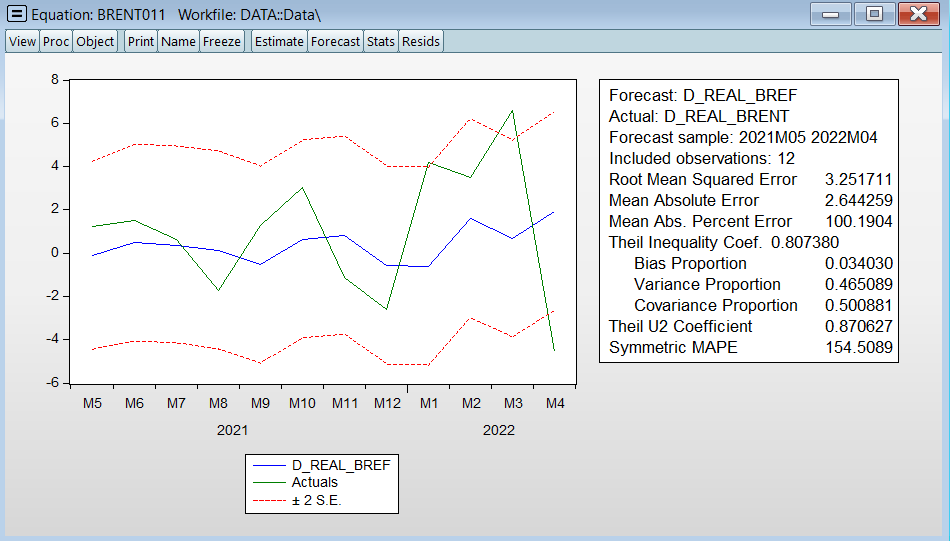 Equation: BRENT011 Workfile: DATA::Data\
View Proc Object Print Name Freeze Estimate Forecast Stats Resids
8
6
4
2
0
-2
-4
-6
M5 M6 M7 M8 M9 M10 M11 M12 M1 M2 M3 M4
2021 2022
D_REAL_BREF
Actuals
± 2 S.E.
Forecast: D_REAL_BREF
Actual: D_REAL_BRENT
Forecast sample: 2021M05 2022M04
Included observations: 12
Root Mean Squared Error 3.251711
Mean Absolute Error 2.644259
Mean Abs. Percent Error 100.1904
Theil Inequality Coef. 0.807380
Bias Proportion 0.034030
Variance Proportion 0.465089
Covariance Proportion 0.500881
Theil U2 Coefficient 0.870627
Symmetric MAPE 154.5089